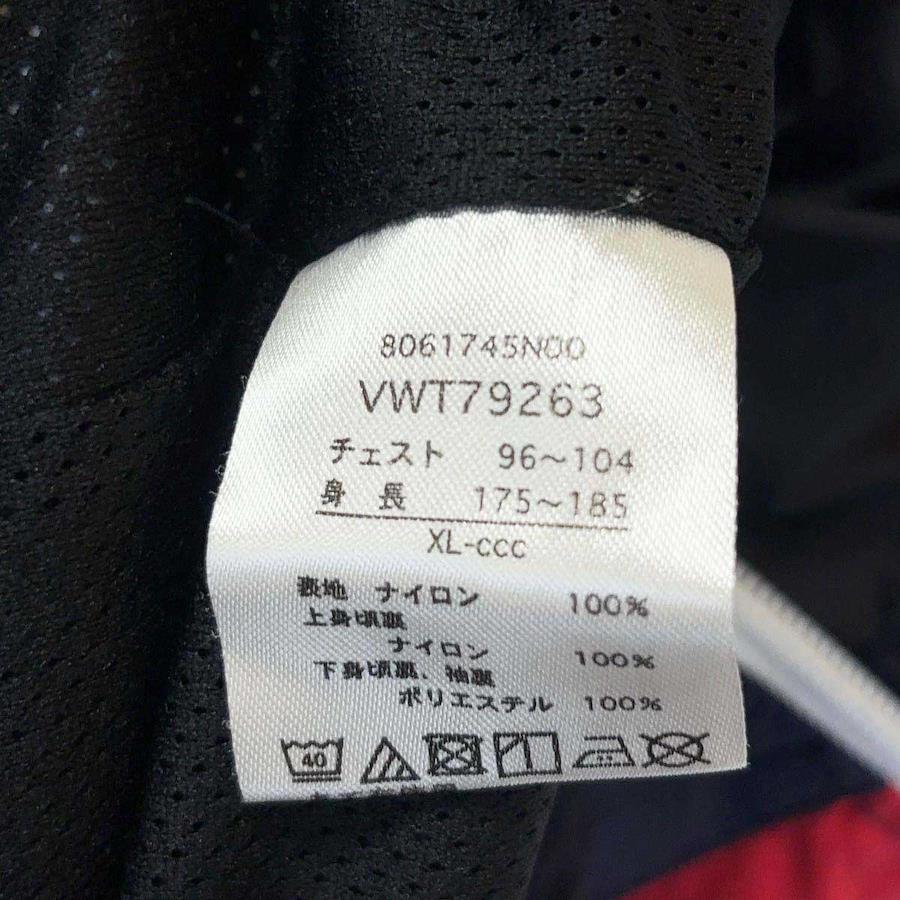 8061745N00
VWT79263
チェスト 96～104
身 長 175～185
XL-ccc
表地 ナイロン 100%
上身頃裏
ナイロン 100%
下身頃裏、袖裏
ポリエステル 100%
40